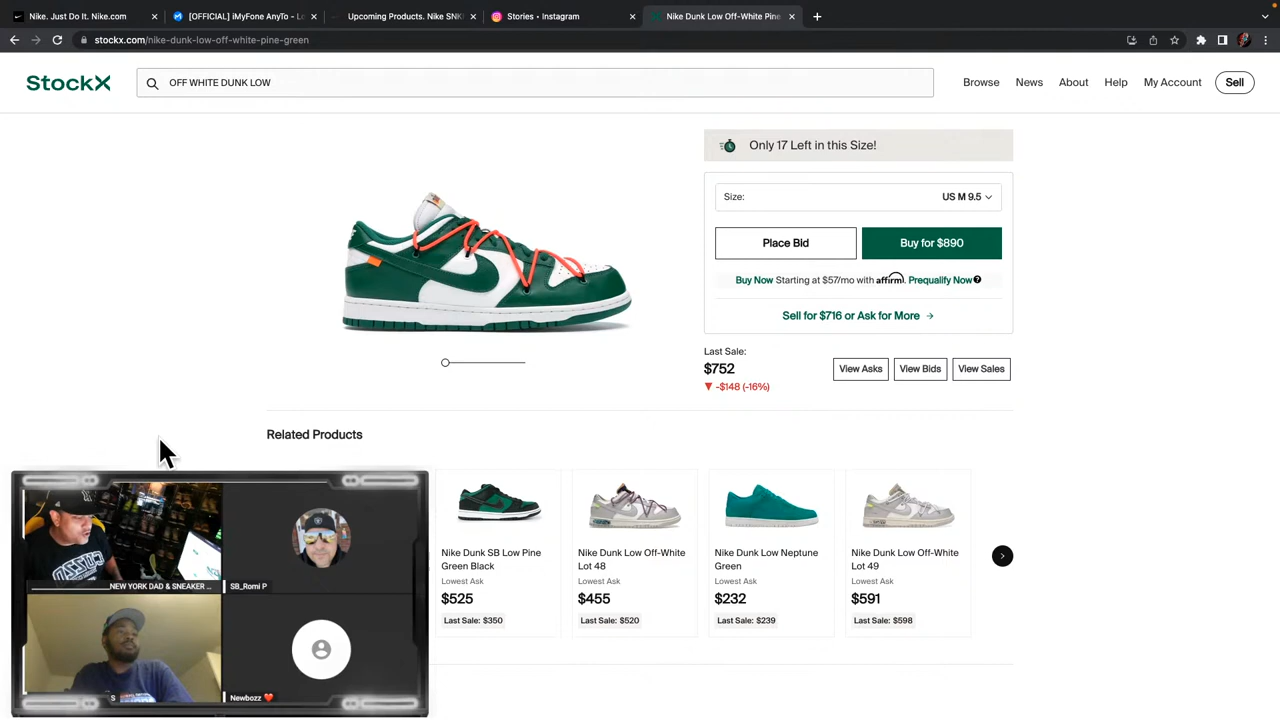 Nike. Just Do It. Nike.com
[OFFICIAL] iMyFone AnyTo - Lo
Upcoming Products. Nike SNK
Stories • Instagram
Nike Dunk Low Off-White Pine
stockx.com/nike-dunk-low-off-white-pine-green
StockX
OFF WHITE DUNK LOW
Browse
News
About
Help
My Account
Sell
Only 17 Left in this Size!
Size:
US M 9.5
Place Bid
Buy for $890
Buy Now Starting at $57/mo with affirm. Prequalify Now
Sell for $716 or Ask for More
Last Sale:
$752
-$148 (-16%)
View Asks
View Bids
View Sales
Related Products
Nike Dunk SB Low Pine
Green Black
Lowest Ask
$525
Last Sale: $350
Nike Dunk Low Off-White
Lot 48
Lowest Ask
$455
Last Sale: $520
Nike Dunk Low Neptune
Green
Lowest Ask
$232
Last Sale: $239
Nike Dunk Low Off-White
Lot 49
Lowest Ask
$591
Last Sale: $598
NEW YORK DAD & SNEAKER ...
SB_Romi P
S
Newbozz ❤️